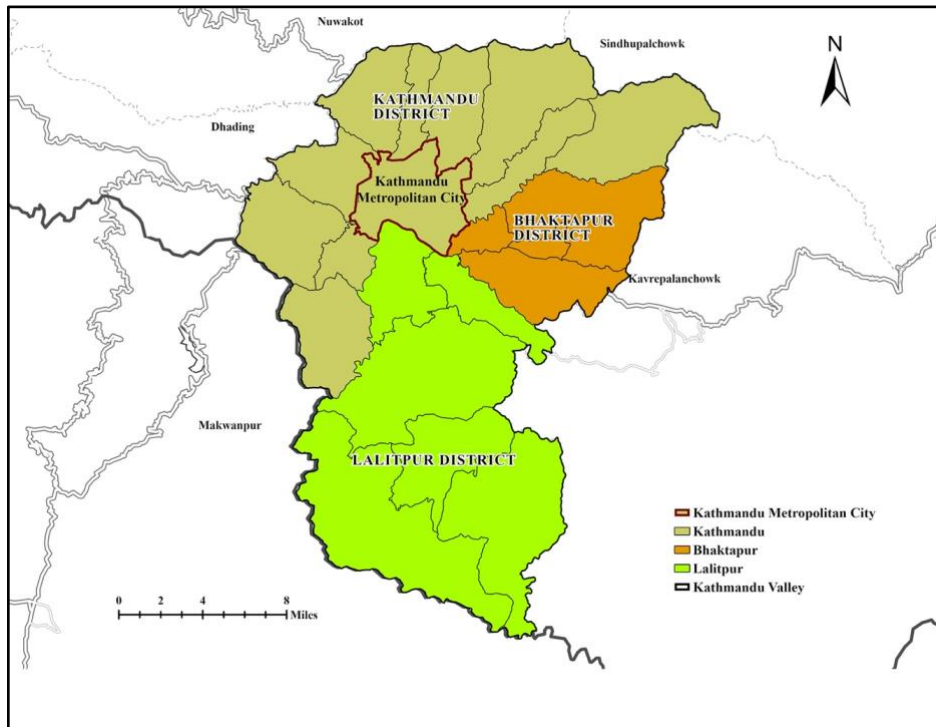 Nuwakot
Sindhupalchowk
N
KATHMANDU
DISTRICT
Dhading
Kathmandu
Metropolitan City
BHAKTAPUR
DISTRICT
Kavrepalanchowk
Makwanpur
LALITPUR DISTRICT
Kathmandu Metropolitan City
Kathmandu
Bhaktapur
Lalitpur
Kathmandu Valley
0 2 4 8
Miles